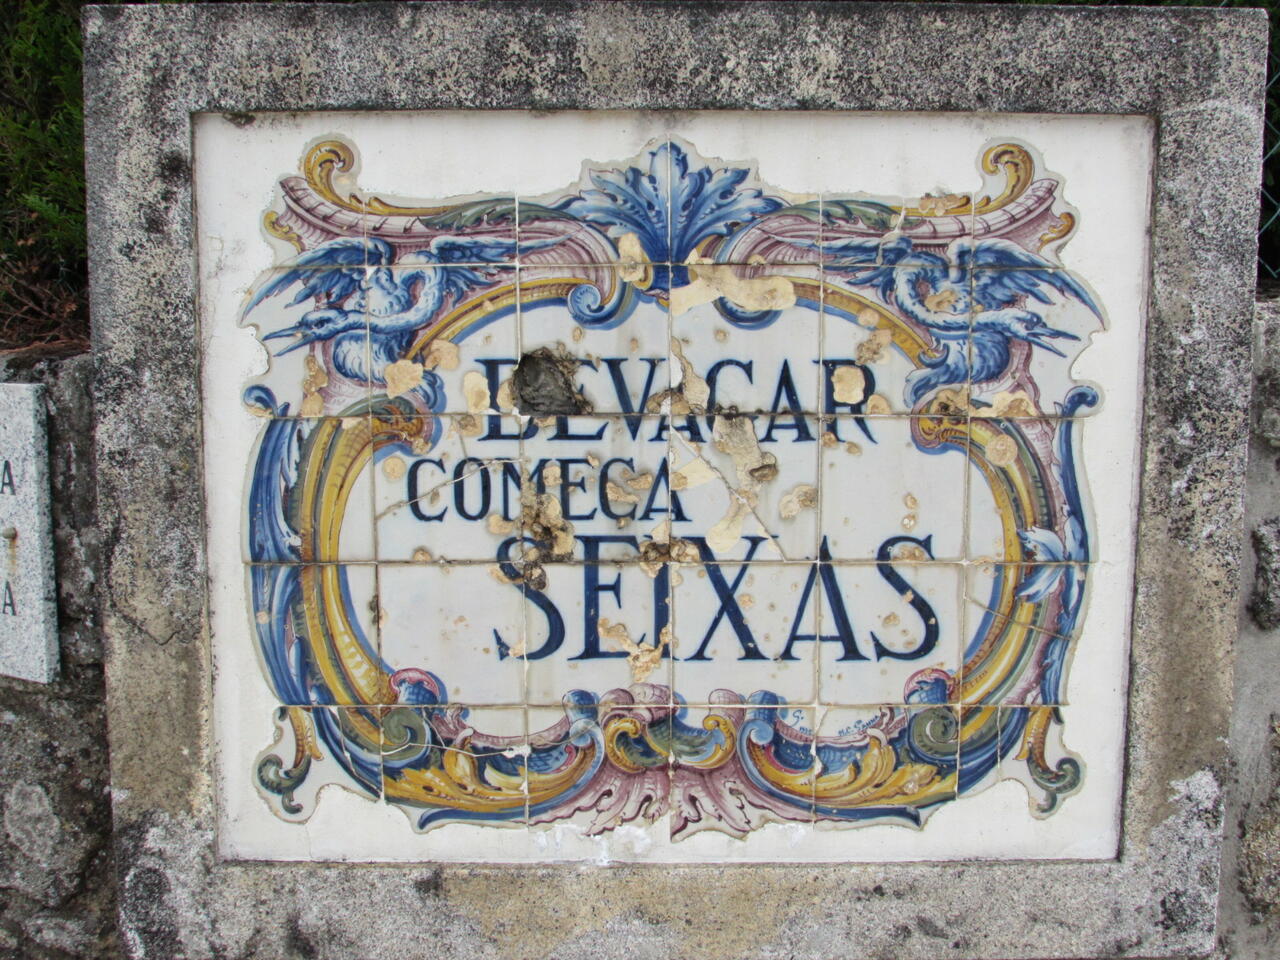 DEVAGAR
COMEÇA
SEIXAS
A
A